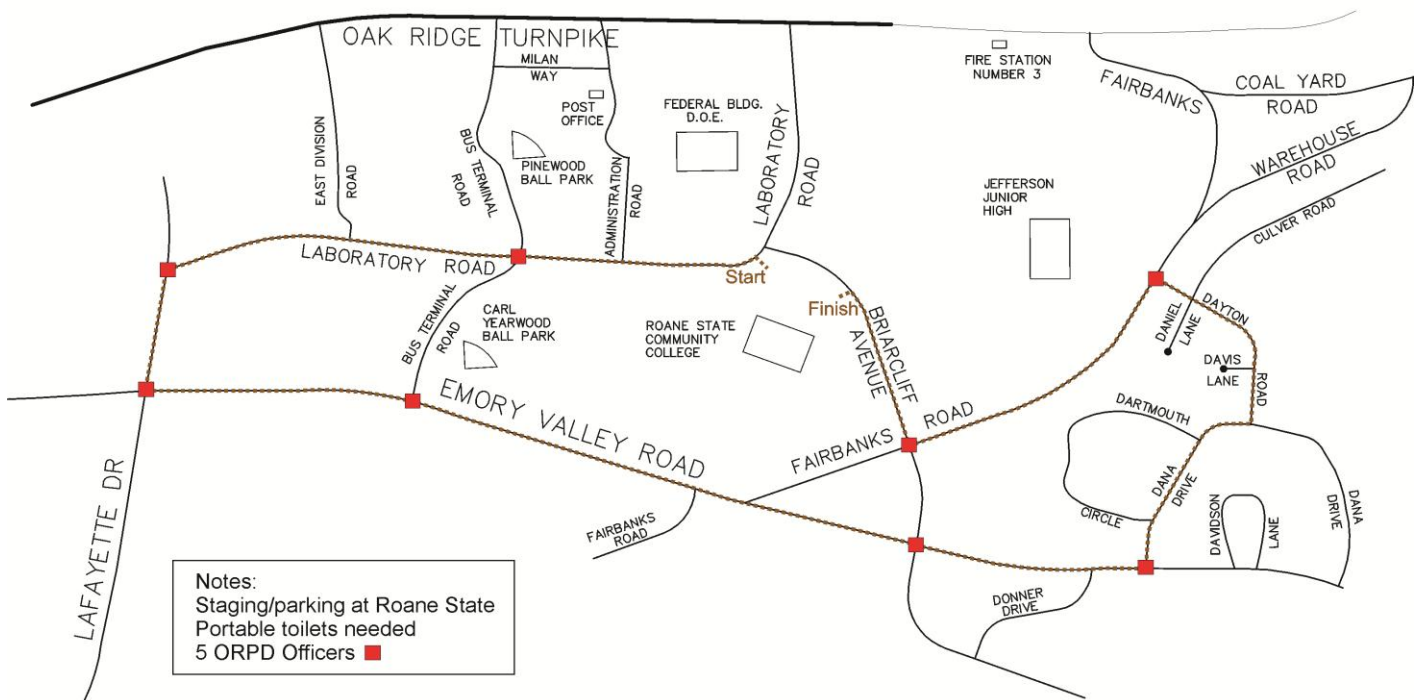 OAK RIDGE TURNPIKE
MILAN
WAY
POST
OFFICE
FEDERAL BLDG.
D.O.E.
FIRE STATION
NUMBER 3
FAIRBANKS
COAL YARD
ROAD
WAREHOUSE
ROAD
CULVER ROAD
EAST DIVISION
ROAD
BUS TERMINAL
ROAD
PINEWOOD
BALL PARK
ADMINISTRATION
ROAD
LABORATORY
ROAD
JEFFERSON
JUNIOR
HIGH
LABORATORY ROAD
Start
Finish
BUS TERMINAL
ROAD
CARL
YEARWOOD
BALL PARK
ROANE STATE
COMMUNITY
COLLEGE
BRIARCLIFF
AVENUE
DANIEL
LANE
DAYTON
ROAD
DAVIS
LANE
EMORY VALLEY ROAD
FAIRBANKS ROAD
DARTMOUTH
CIRCLE
DANA
DRIVE
DAVIDSON
LANE
DANA
DRIVE
FAIRBANKS
ROAD
DONNER
DRIVE
LAFAYETTE DR
Notes:
Staging/parking at Roane State
Portable toilets needed
5 ORPD Officers